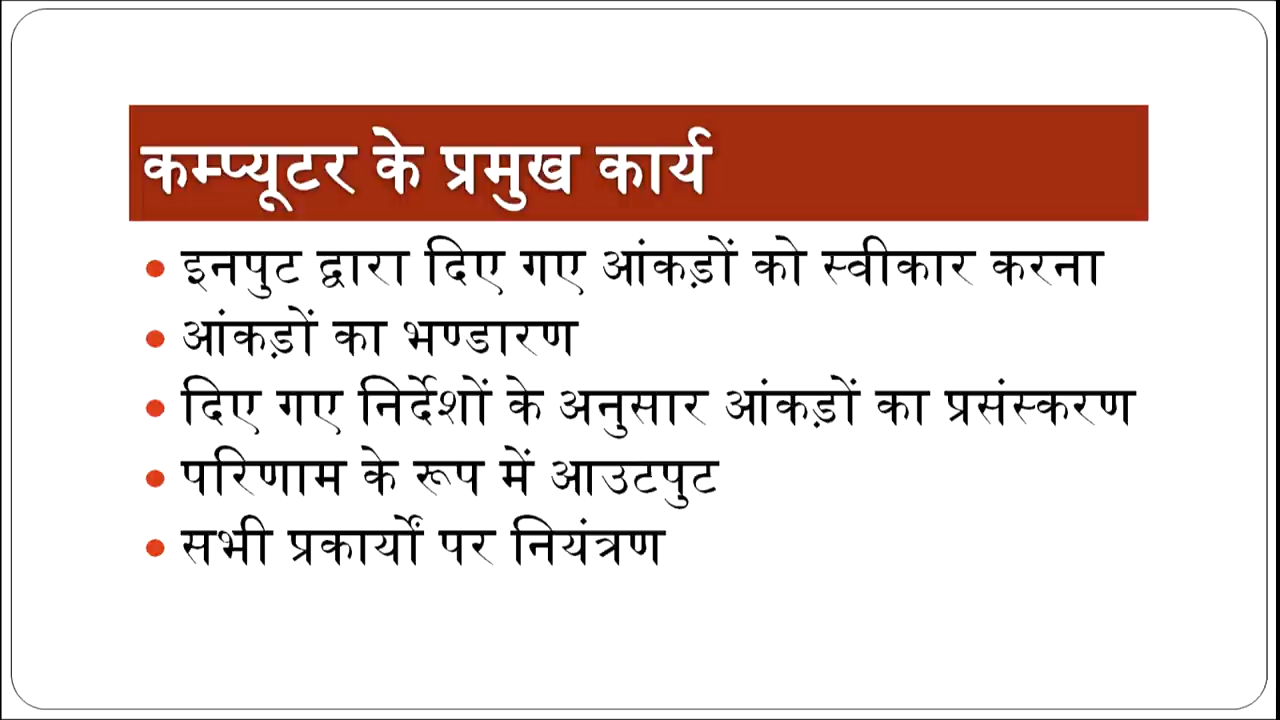 कम्प्यूटर के प्रमुख कार्य
• इनपुट द्वारा दिए गए आंकड़ों को स्वीकार करना
• आंकड़ों का भण्डारण
• दिए गए निर्देशों के अनुसार आंकड़ों का प्रसंस्करण
• परिणाम के रूप में आउटपुट
• सभी प्रकार्यों पर नियंत्रण